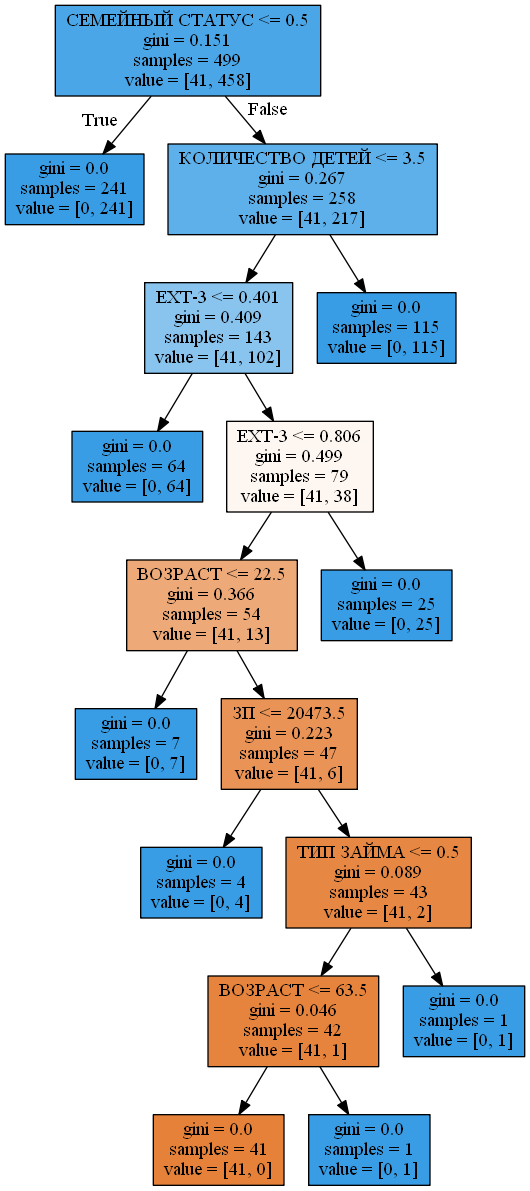 СЕМЕЙНЫЙ СТАТУС <= 0.5
gini = 0.151
samples = 499
value = [41, 458]
True
False
gini = 0.0
samples = 241
value = [0, 241]
КОЛИЧЕСТВО ДЕТЕЙ <= 3.5
gini = 0.267
samples = 258
value = [41, 217]
EXT-3 <= 0.401
gini = 0.409
samples = 143
value = [41, 102]
gini = 0.0
samples = 115
value = [0, 115]
gini = 0.0
samples = 64
value = [0, 64]
EXT-3 <= 0.806
gini = 0.499
samples = 79
value = [41, 38]
ВОЗРАСТ <= 22.5
gini = 0.366
samples = 54
value = [41, 13]
gini = 0.0
samples = 25
value = [0, 25]
gini = 0.0
samples = 7
value = [0, 7]
ЗП <= 20473.5
gini = 0.223
samples = 47
value = [41, 6]
gini = 0.0
samples = 4
value = [0, 4]
ТИП ЗАЙМА <= 0.5
gini = 0.089
samples = 43
value = [41, 2]
ВОЗРАСТ <= 63.5
gini = 0.046
samples = 42
value = [41, 1]
gini = 0.0
samples = 1
value = [0, 1]
gini = 0.0
samples = 41
value = [41, 0]
gini = 0.0
samples = 1
value = [0, 1]